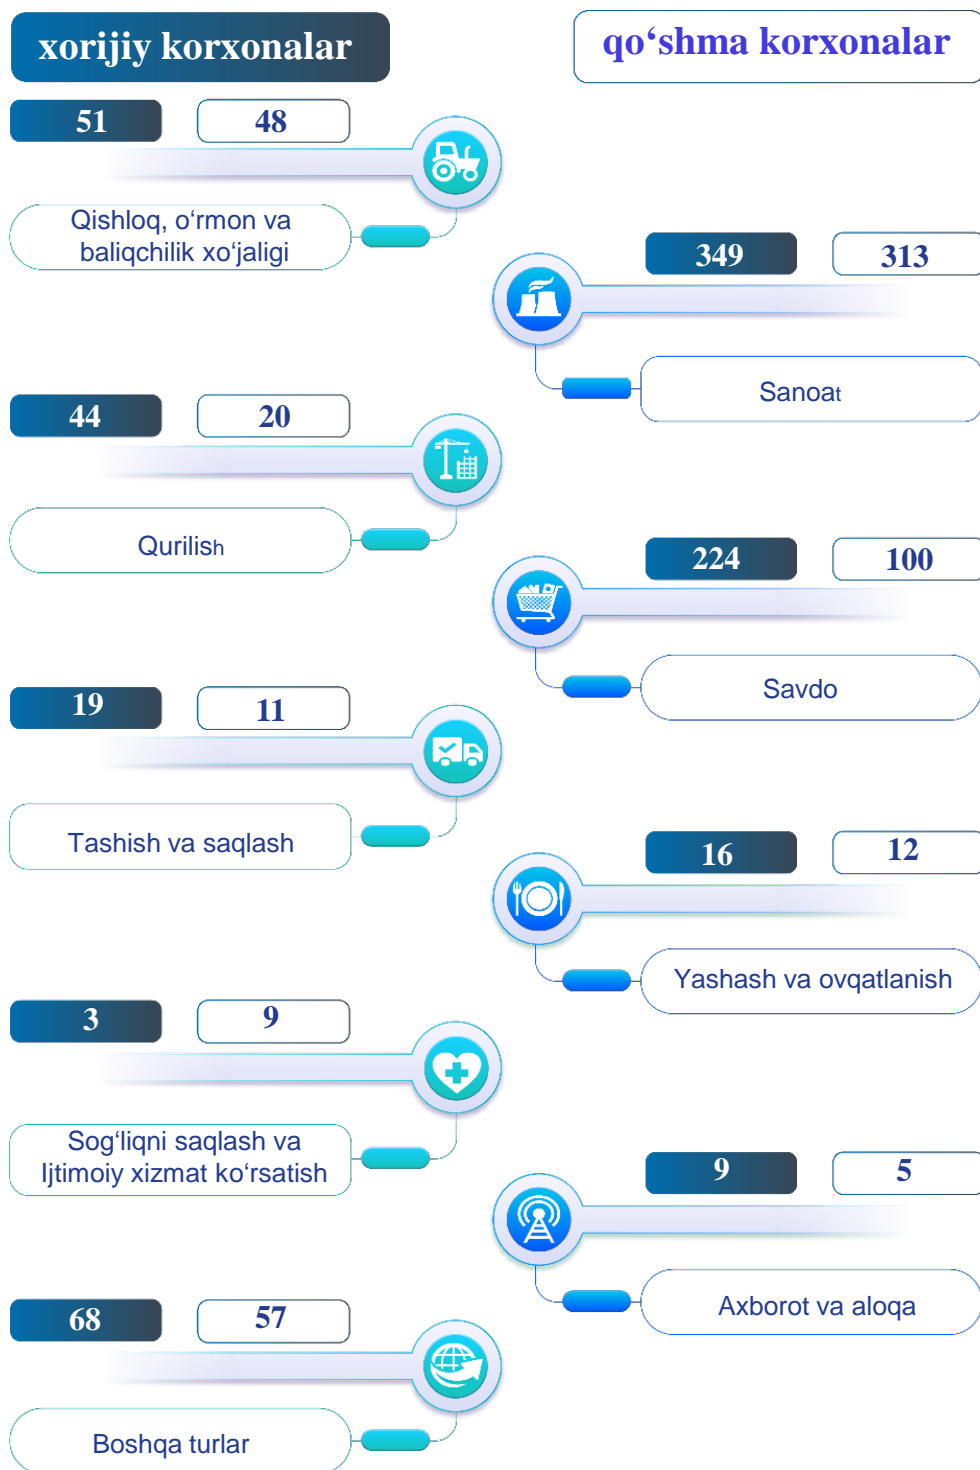 xorijiy korxonalar
qo‘shma korxonalar
51 48
Qishloq, o‘rmon va
baliqchilik xo‘jaligi
349 313
Sanoat
44 20
Qurilish
224 100
Savdo
19 11
Tashish va saqlash
16 12
Yashash va ovqatlanish
3 9
Sog‘liqni saqlash va
Ijtimoiy xizmat ko‘rsatish
9 5
Axborot va aloqa
68 57
Boshqa turlar